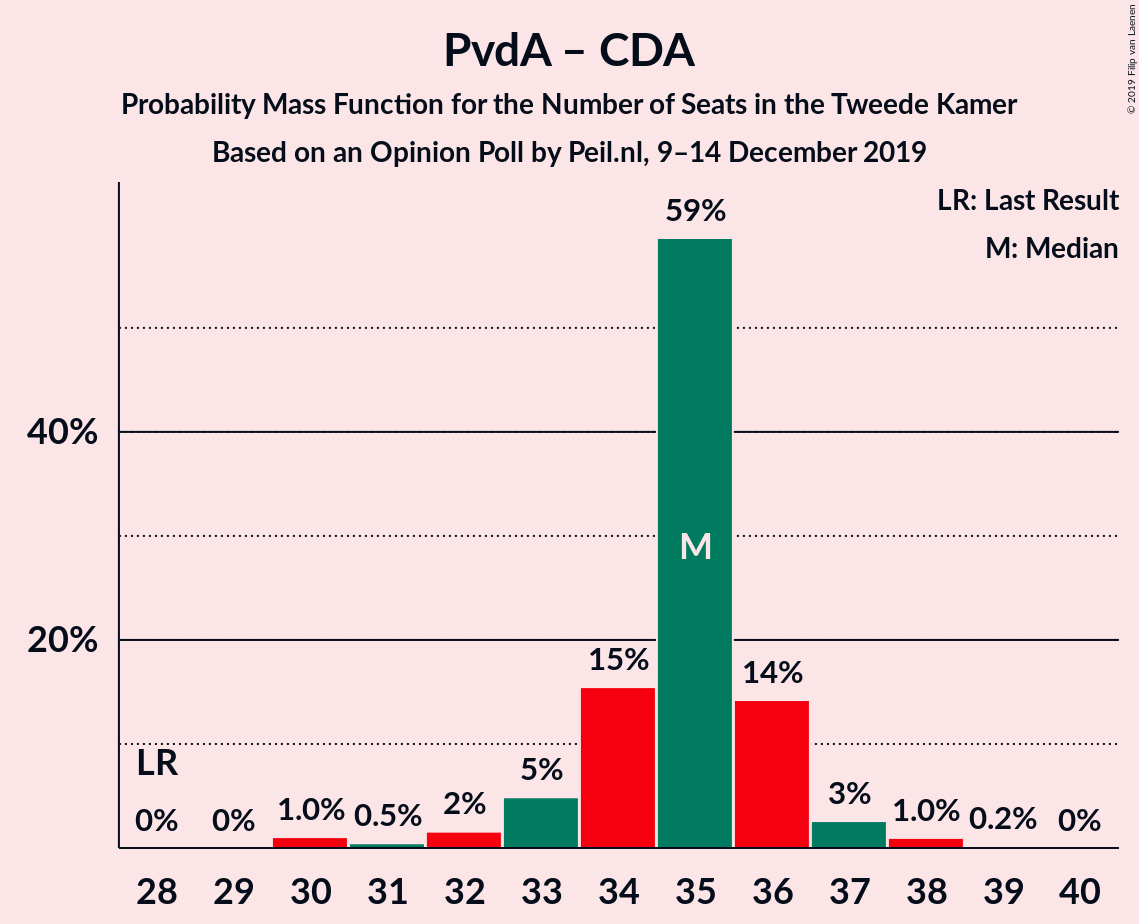 PvdA – CDA
Probability Mass Function for the Number of Seats in the Tweede Kamer
Based on an Opinion Poll by Peil.nl, 9–14 December 2019
© 2019 Filip van Laenen
LR: Last Result
M: Median
59%
40%
M
20%
15%
14%
LR
5%
3%
2%
1.0%
1.0%
0.5%
0.2%
0%
0%
0%
28 29 30 31 32 33 34 35 36 37 38 39 40